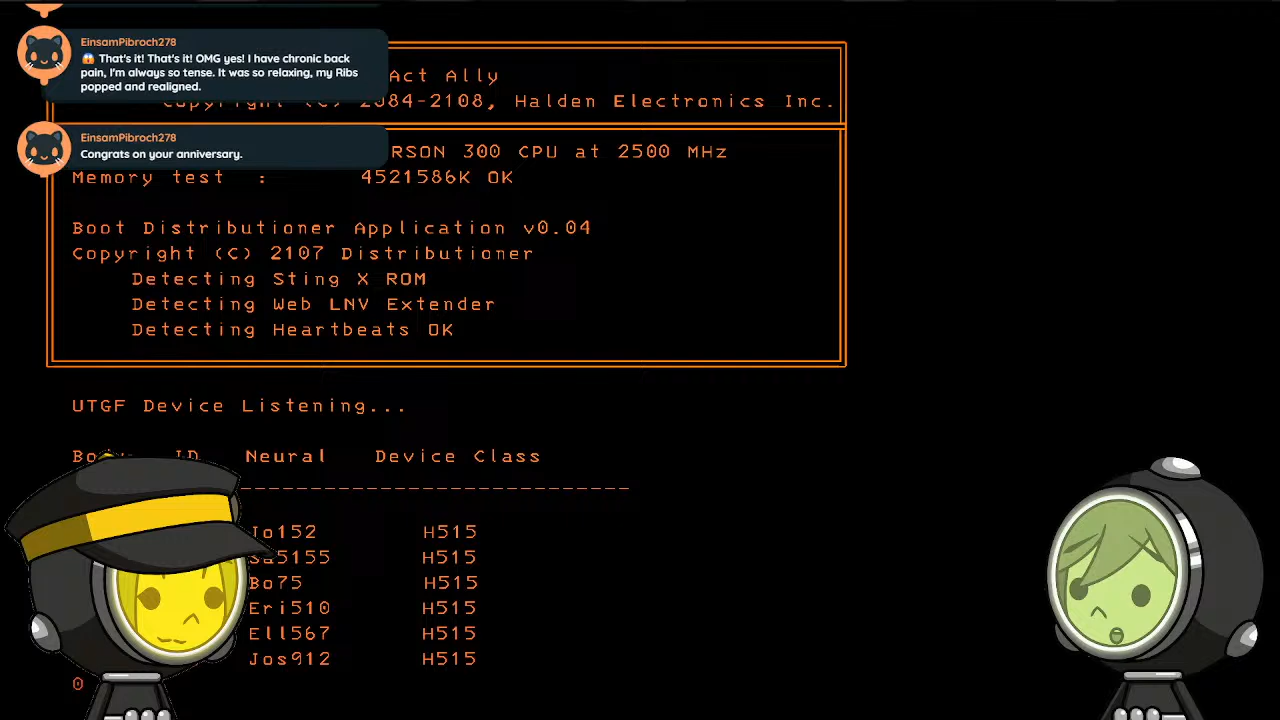 EinsamPibroch278
😱 That's it! That's it! OMG yes! I have chronic back
pain, I'm always so tense. It was so relaxing, my Ribs
popped and realigned.
Act Ally
Copyright (C) 2084-2108, Halden Electronics Inc.
EinsamPibroch278
Congrats on your anniversary.
300 CPU at 2500 MHz
Memory test : 4521586K OK
Boot Distributioner Application v0.04
Copyright (C) 2107 Distributioner
Detecting Sting X ROM
Detecting Web LNV Extender
Detecting Heartbeats OK
UTGF Device Listening...
Body ID Neural Device Class
Jo152 H515
Sa5155 H515
Bo75 H515
Eri510 H515
Ell567 H515
Jos912 H515
0